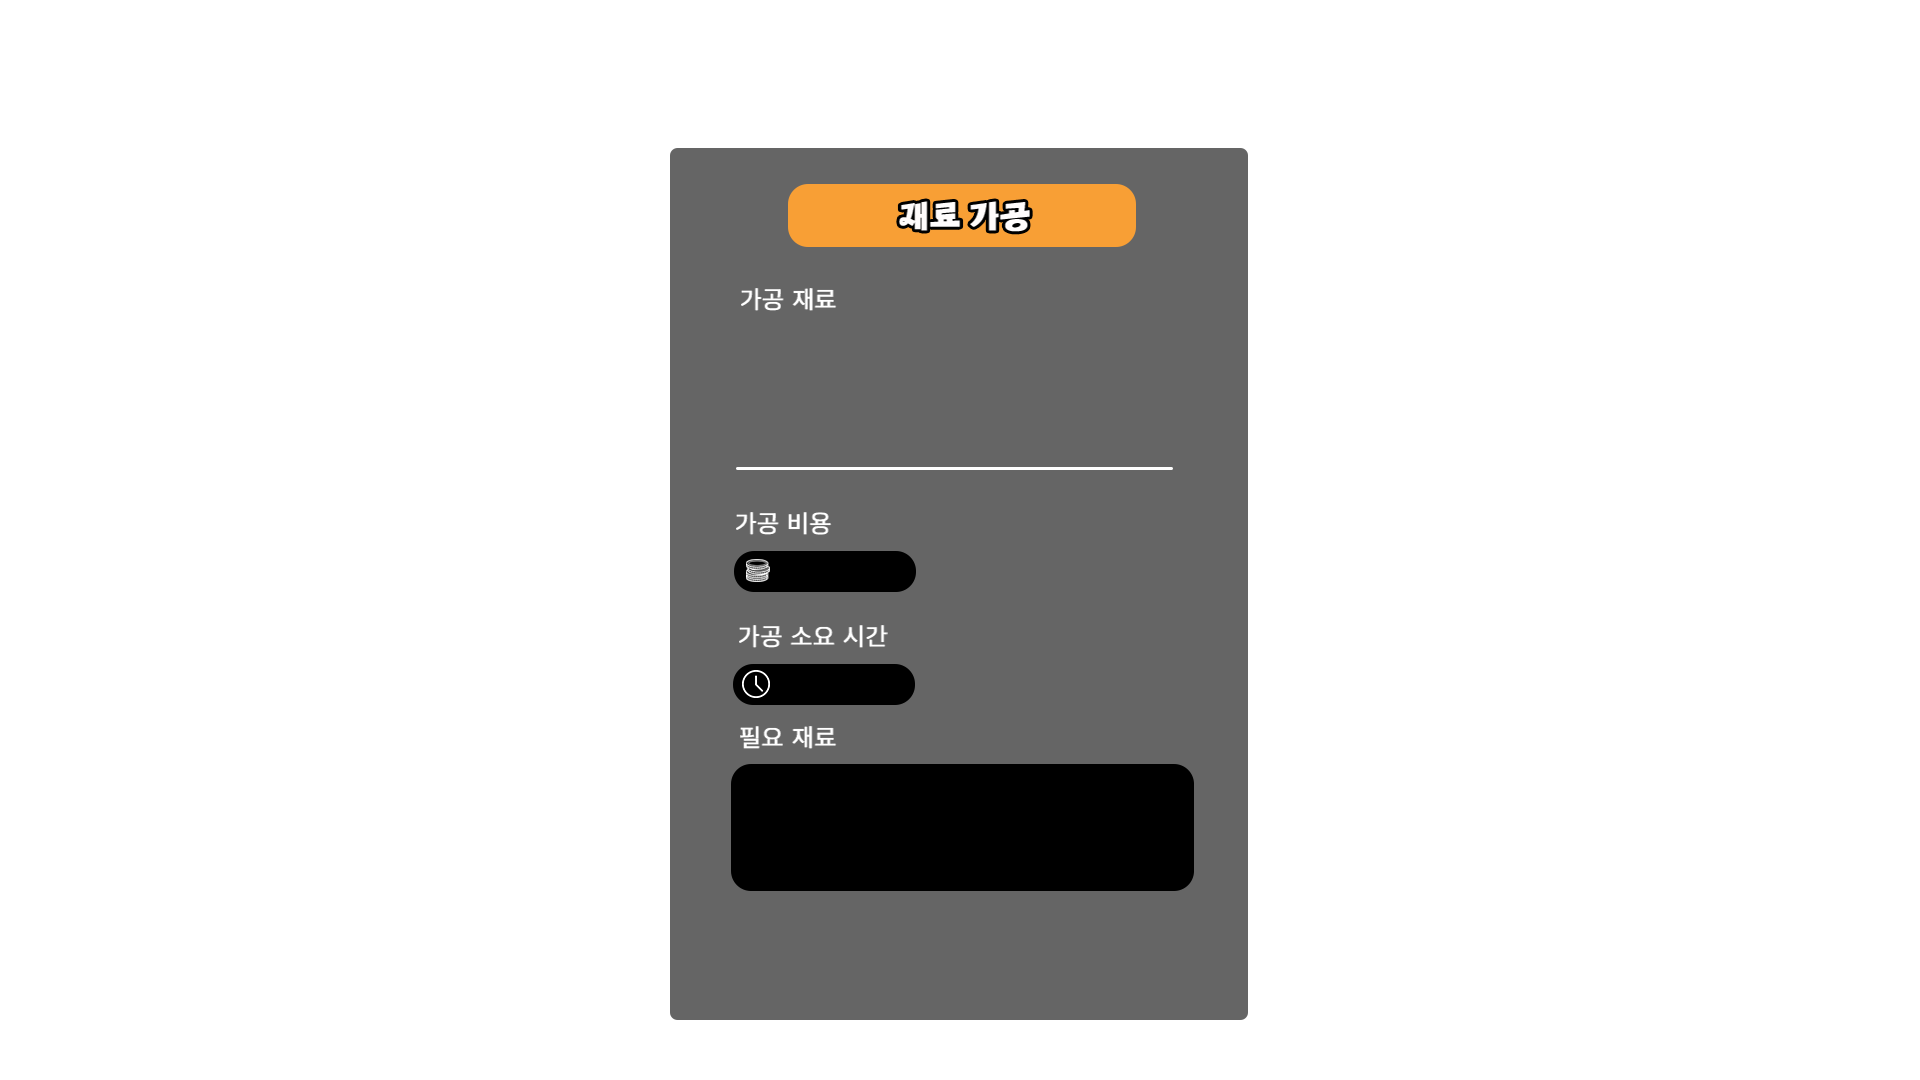 재료 가공
가공 재료
가공 비용
가공 소요 시간
필요 재료